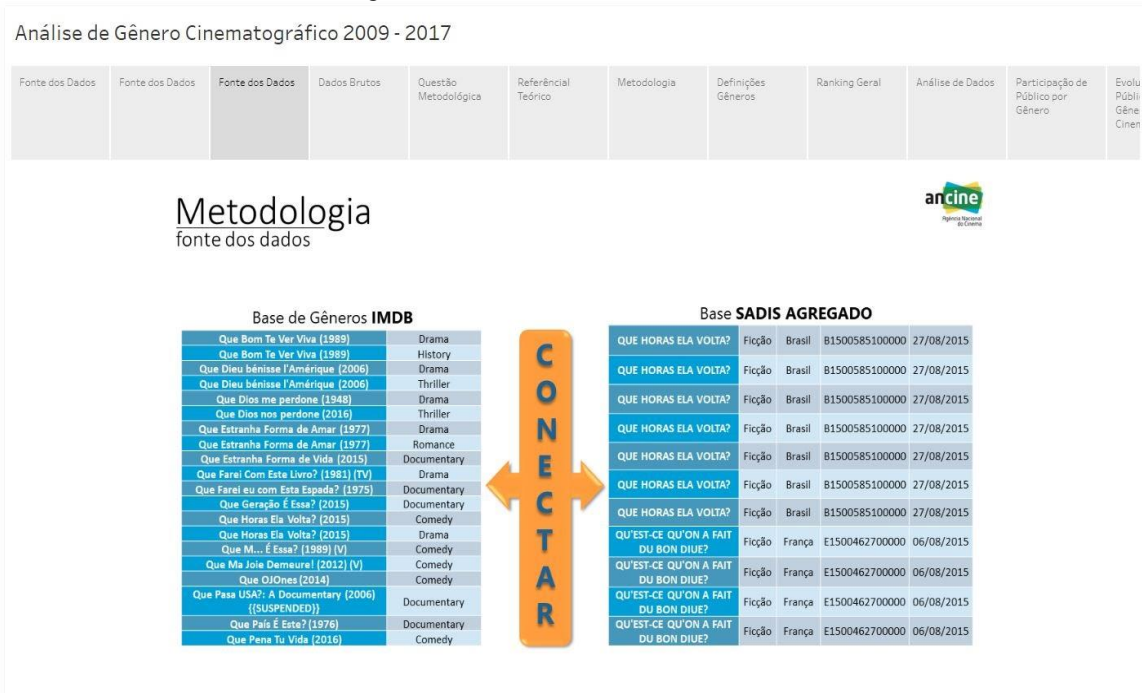 Análise de Gênero Cinematográfico 2009 - 2017
Fonte dos Dados
Fonte dos Dados
Fonte dos Dados
Dados Brutos
Questão
Metodológica
Referêncial
Teórico
Metodologia
Definições
Gêneros
Ranking Geral
Análise de Dados
Participação de
Público por
Gênero
Metodologia
fonte dos dados
ancine
Agência Nacional
do Cinema
Base de Gêneros IMDB
Que Bom Te Ver Viva (1989) Drama
Que Bom Te Ver Viva (1989) History
Que Dieu bénisse l'Amérique (2006) Drama
Que Dieu bénisse l'Amérique (2006) Thriller
Que Dios me perdone (1948) Drama
Que Dios nos perdone (2016) Thriller
Que Estranha Forma de Amar (1977) Drama
Que Estranha Forma de Amar (1977) Romance
Que Estranha Forma de Vida (2015) Documentary
Que Farei Com Este Livro? (1981) (TV) Drama
Que Farei eu com Esta Espada? (1975) Documentary
Que Geração É Essa? (2015) Documentary
Que Horas Ela Volta? (2015) Comedy
Que Horas Ela Volta? (2015) Drama
Que M... É Essa? (1989) (V) Comedy
Que Ma Joie Demeure! (2012) (V) Comedy
Que OJOnes (2014) Comedy
Que Pasa USA?: A Documentary (2006)
{{SUSPENDED}} Documentary
Que País É Este? (1976) Documentary
Que Pena Tu Vida (2016) Comedy
C
O
N
E
C
T
A
R
Base SADIS AGREGADO
QUE HORAS ELA VOLTA? Ficção Brasil B1500585100000 27/08/2015
QUE HORAS ELA VOLTA? Ficção Brasil B1500585100000 27/08/2015
QUE HORAS ELA VOLTA? Ficção Brasil B1500585100000 27/08/2015
QUE HORAS ELA VOLTA? Ficção Brasil B1500585100000 27/08/2015
QUE HORAS ELA VOLTA? Ficção Brasil B1500585100000 27/08/2015
QUE HORAS ELA VOLTA? Ficção Brasil B1500585100000 27/08/2015
QUE HORAS ELA VOLTA? Ficção Brasil B1500585100000 27/08/2015
QU'EST-CE QU'ON A FAIT
DU BON DIUE? Ficção França E1500462700000 06/08/2015
QU'EST-CE QU'ON A FAIT
DU BON DIUE? Ficção França E1500462700000 06/08/2015
QU'EST-CE QU'ON A FAIT
DU BON DIUE? Ficção França E1500462700000 06/08/2015
QU'EST-CE QU'ON A FAIT
DU BON DIUE? Ficção França E1500462700000 06/08/2015